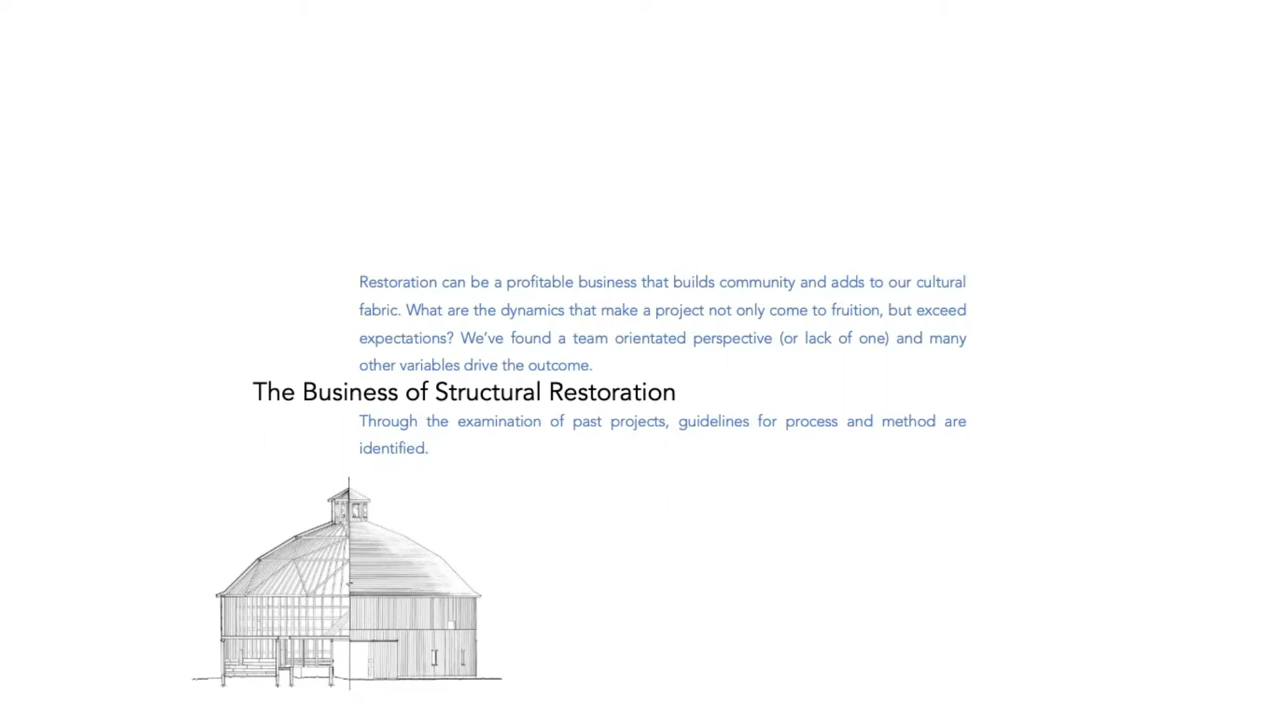 Restoration can be a profitable business that builds community and adds to our cultural
fabric. What are the dynamics that make a project not only come to fruition, but exceed
expectations? We've found a team orientated perspective (or lack of one) and many
other variables drive the outcome.
The Business of Structural Restoration
Through the examination of past projects, guidelines for process and method are
identified.